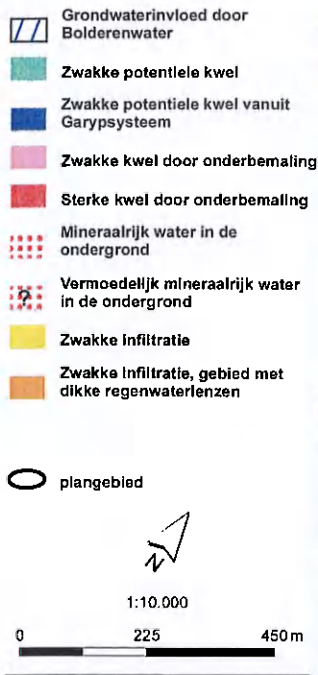 Grondwaterinvloed door
Bolderenwater
Zwakke potentiele kwel
Zwakke potentiele kwel vanuit
Garypsysteem
Zwakke kwel door onderbemaling
Sterke kwel door onderbemaling
Mineraalrijk water in de
ondergrond
?
Vermoedelijk mineraalrijk water
in de ondergrond
Zwakke infiltratie
Zwakke infiltratie, gebied met
dikke regenwaterlenzen
plangebied
N
1:10.000
0 225 450 m